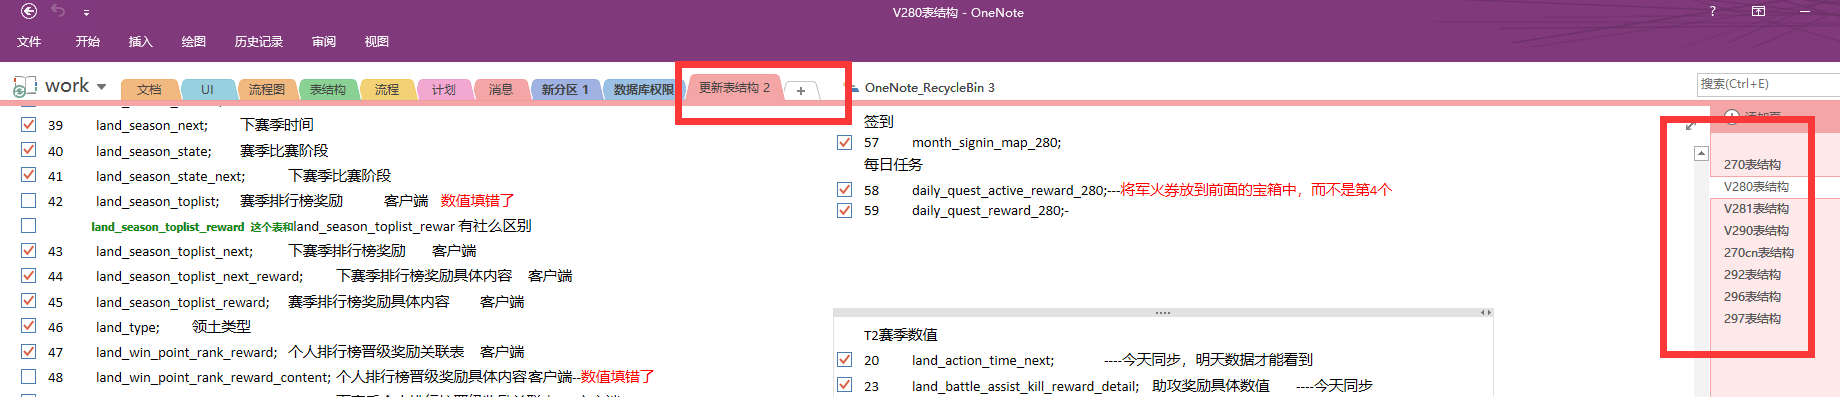 V280表结构 - OneNote
?
文件 开始 插入 绘图 历史记录 审阅 视图
work 文档 UI 流程图 表结构 流程 计划 消息 新分区 1 数据库权限 更新表结构 2 + OneNote_RecycleBin 3
搜索(Ctrl+E)
39 land_season_next; 下赛季时间
40 land_season_state; 赛季比赛阶段
41 land_season_state_next; 下赛季比赛阶段
42 land_season_toplist; 赛季排行榜奖励 客户端 数值填错了
land_season_toplist_reward 这个表和land_season_toplist_rewar 有社么区别
43 land_season_toplist_next; 下赛季排行榜奖励 客户端
44 land_season_toplist_next_reward; 下赛季排行榜奖励具体内容 客户端
45 land_season_toplist_reward; 赛季排行榜奖励具体内容 客户端
46 land_type; 领土类型
47 land_win_point_rank_reward; 个人排行榜晋级奖励关联表 客户端
48 land_win_point_rank_reward_content; 个人排行榜晋级奖励具体内容客户端--数值填错了
签到
57 month_signin_map_280;
每日任务
58 daily_quest_active_reward_280;---将军火券放到前面的宝箱中，而不是第4个
59 daily_quest_reward_280;-
T2赛季数值
20 land_action_time_next; ----今天同步，明天数据才能看到
23 land_battle_assist_kill_reward_detail; 助攻奖励具体数值 ----今天同步
270表结构
V280表结构
V281表结构
V290表结构
270cn表结构
292表结构
296表结构
297表结构